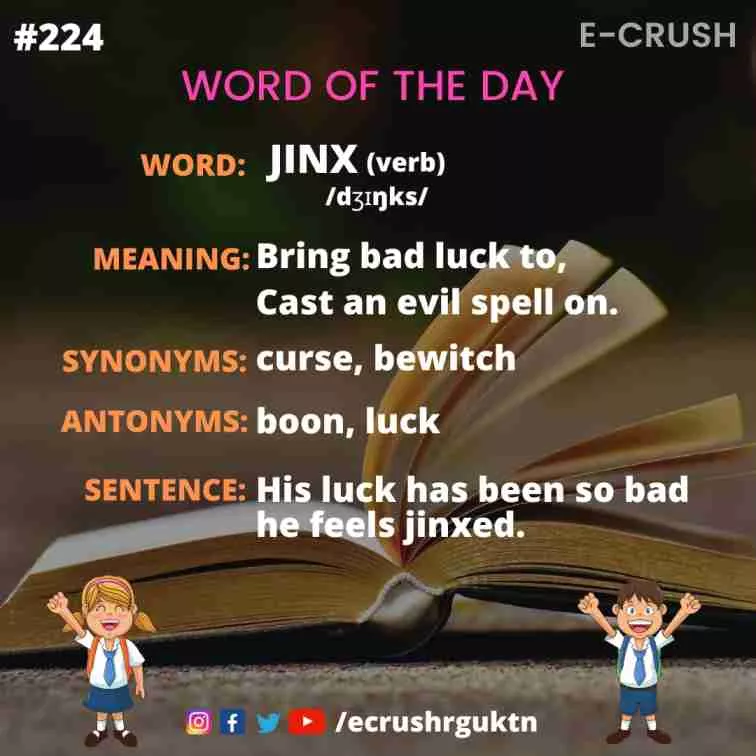 #224
E-CRUSH
WORD OF THE DAY
WORD: JINX (verb)
/dʒɪŋks/
MEANING: Bring bad luck to,
Cast an evil spell on.
SYNONYMS: curse, bewitch
ANTONYMS: boon, luck
SENTENCE: His luck has been so bad
he feels jinxed.
/ecrushrguktn